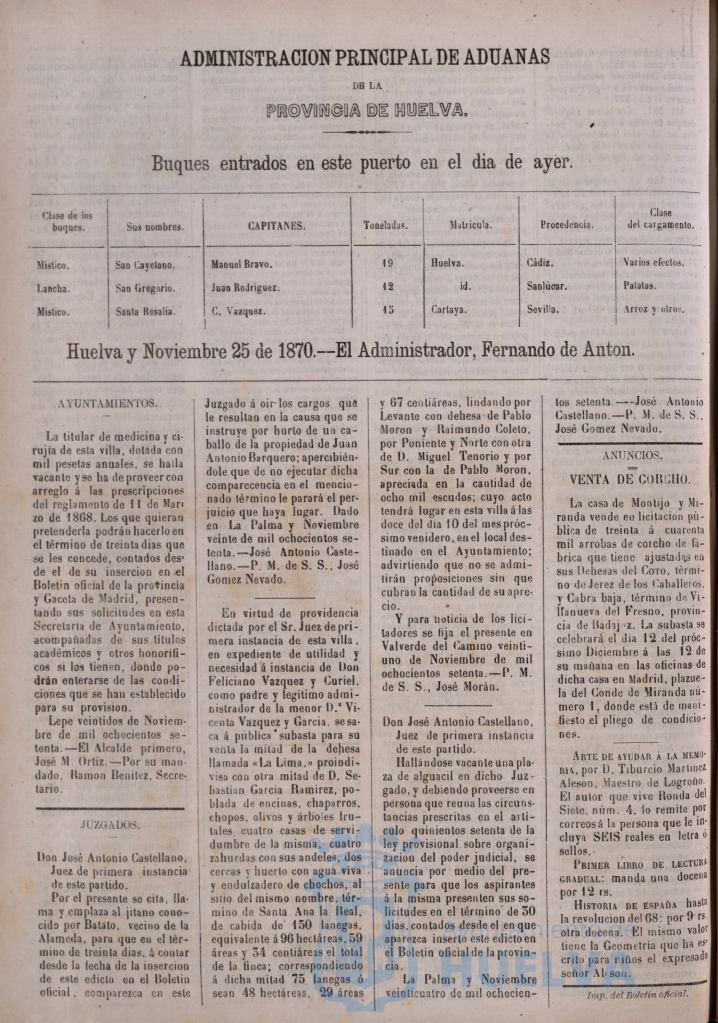 ADMINISTRACION PRINCIPAL DE ADUANAS
DE LA
PROVINCIA DE HUELVA.
Buques entrados en este puerto en el dia de ayer.
Clase de los buques. Sus nombres. CAPITANES. Toneladas. Matrícula. Procedencia. Clase del cargamento.
Místico. San Cayetano. Manuel Bravo. 19 Huelva. Cádiz. Varios efectos.
Lancha. San Gregorio. Juan Rodriguez. 12 id. Sanlúcar. Patatas.
Místico. Santa Rosalia. C. Vazquez. 15 Cartaya. Sevilla. Arroz y otros.
Huelva y Noviembre 25 de 1870.--El Administrador, Fernando de Anton.
AYUNTAMIENTOS.
La titular de medicina y ci-
rujía de esta villa, dotada con
mil pesetas anuales, se halla
vacante y se ha de proveer con
arreglo á las prescripciones
del reglamento de 11 de Mar-
zo de 1868. Los que quieran
pretenderla podrán hacerlo en
el término de treinta dias que
se les concede, contados des-
de el de su insercion en el
Boletin oficial de la provincia
y Gaceta de Madrid, presen-
tando sus solicitudes en esta
Secretaría de Ayuntamiento,
acompañadas de sus títulos
académicos y otros honorífi-
cos si los tienen, donde po-
drán enterarse de las condi-
ciones que se han establecido
para su provision.
Lepe veintidos de Noviem-
bre de mil ochocientos se-
tenta.—El Alcalde primero,
José M. Ortiz.—Por su man-
dado, Ramon Benitez, Secre-
tario.
JUZGADOS.
Don José Antonio Castellano,
Juez de primera instancia
de este partido.
Por el presente se cita, lla-
ma y emplaza al jitano cono-
cido por Batato, vecino de la
Alameda, para que en el tér-
mino de treinta dias, á contar
desde la fecha de la insercion
de este edicto en el Boletin
oficial, comparezca en este
Juzgado á oir los cargos que
le resultan en la causa que se
instruye por hurto de un ca-
ballo de la propiedad de Juan
Antonio Barquero; apercibién-
dole que de no ejecutar dicha
comparecencia en el mencio-
nado término le parará el per-
juicio que haya lugar. Dado
en La Palma y Noviembre
veinte de mil ochocientos se-
tenta.—José Antonio Caste-
llano.—P. M. de S. S., José
Gomez Nevado.
En virtud de providencia
dictada por el Sr. Juez de pri-
mera instancia de esta villa,
en expediente de utilidad y
necesidad á instancia de Don
Feliciano Vazquez y Curiel,
como padre y legítimo admi-
nistrador de la menor D.ª Vi-
centa Vazquez y Garcia, se sa-
ca á pública subasta para su
venta la mitad de la dehesa
llamada «La Lima,» proindi-
visa con otra mitad de D. Se-
bastian Garcia Ramirez, po-
blada de encinas, chaparros,
chopos, olivos y árboles fru-
tales, cuatro casas de servi-
dumbre de la misma, cuatro
zahurdas con sus andeles, dos
cercas y huerto con agua viva
y endulzadero de chochos, al
sitio del mismo nombre, tér-
mino de Santa Ana la Real,
de cabida de 150 fanegas,
equivalente á 96 hectáreas, 59
áreas y 34 centiáreas el total
de la finca; correspondiendo
á dicha mitad 75 fanegas ó
sean 48 hectáreas, 29 áreas
y 67 centiáreas, lindando por
Levante con dehesa de Pablo
Moron y Raimundo Coleto,
por Poniente y Norte con otra
de D. Miguel Tenorio y por
Sur con la de Pablo Moron,
apreciada en la cantidad de
ocho mil escudos; cuyo acto
tendrá lugar en esta villa á las
doce del dia 10 del mes pró-
simo venidero, en el local des-
tinado en el Ayuntamiento;
advirtiendo que no se admi-
tirán proposiciones sin que
cubran la cantidad de su apre-
cio.
Y para noticia de los lici-
tadores se fija el presente en
Valverde del Camino veinti-
uno de Noviembre de mil
ochocientos setenta.—P. M.
de S. S., José Morán.
Don José Antonio Castellano,
Juez de primera instancia
de este partido.
Hallándose vacante una pla-
za de alguacil en dicho Juz-
gado, y debiendo proveerse en
persona que reuna las circuns-
tancias prescritas en el artí-
culo quinientos setenta de la
ley provisional sobre organi-
zacion del poder judicial, se
anuncia por medio del pre-
sente para que los aspirantes
á la misma presenten sus so-
licitudes en el término de 30
dias, contados desde el en que
aparezca inserto este edicto en
el Boletin oficial de la provin-
cia.
La Palma y Noviembre
veinticuatro de mil ochocien-
tos setenta.---José Antonio
Castellano.—P. M. de S. S.,
José Gomez Nevado.
ANUNCIOS.
VENTA DE CORCHO.
La casa de Montijo y Mi-
randa vende en licitacion pú-
blica de treinta á cuarenta
mil arrobas de corcho de fá-
brica que tiene ajustadas en
sus Dehesas del Coto, térmi-
no de Jerez de los Caballeros,
y Cabra baja, término de Vi-
llanueva del Fresno, provin-
cia de Badajoz. La subasta se
celebrará el dia 12 del próc-
simo Diciembre á las 12 de
su mañana en las oficinas de
dicha casa en Madrid, plazue-
la del Conde de Miranda nú-
mero 1, donde está de mani-
fiesto el pliego de condicio-
nes.
ARTE DE AYUDAR Á LA MEMO-
RIA, por D. Tiburcio Martinez
Aleson, Maestro de Logroño.
El autor que vive Ronda del
Siete, núm. 4, lo remite por
correos á la persona que le in-
cluya SEIS reales en letra ó
sellos.
PRIMER LIBRO DE LECTURA
GRADUAL: manda una docena
por 12 rs.
HISTORIA DE ESPAÑA hasta
la revolucion del 68: por 9 rs.
otra docena. El mismo valor
tiene la Geometria que ha es-
crito para niños el expresado
señor Aleson.
Imp. del Boletin oficial.
HUELVA